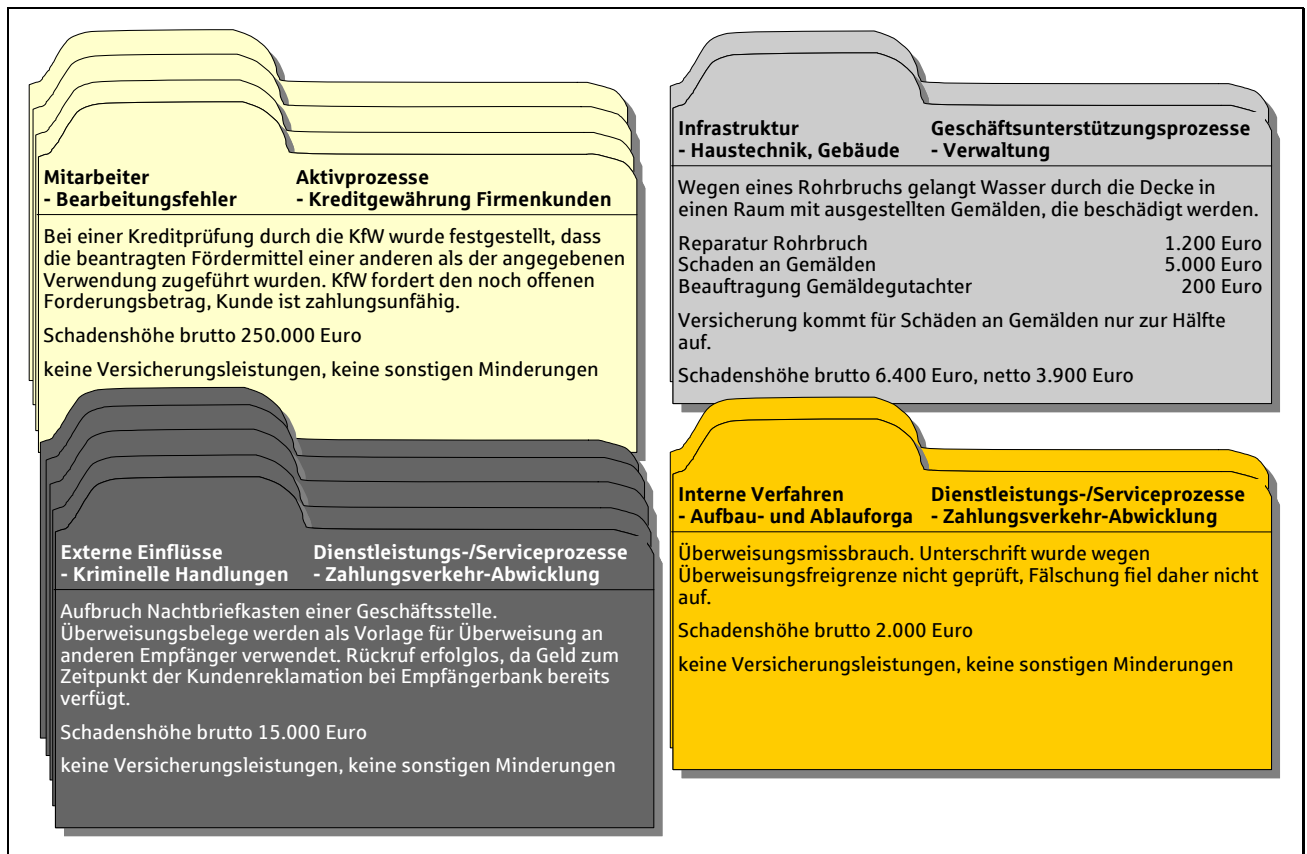 Mitarbeiter Aktivprozesse
- Bearbeitungsfehler - Kreditgewährung Firmenkunden
Bei einer Kreditprüfung durch die KfW wurde festgestellt, dass
die beantragten Fördermittel einer anderen als der angegebenen
Verwendung zugeführt wurden. KfW fordert den noch offenen
Forderungsbetrag, Kunde ist zahlungsunfähig.
Schadenshöhe brutto 250.000 Euro
keine Versicherungsleistungen, keine sonstigen Minderungen
Infrastruktur Geschäftsunterstützungsprozesse
- Haustechnik, Gebäude - Verwaltung
Wegen eines Rohrbruchs gelangt Wasser durch die Decke in
einen Raum mit ausgestellten Gemälden, die beschädigt werden.
Reparatur Rohrbruch 1.200 Euro
Schaden an Gemälden 5.000 Euro
Beauftragung Gemäldegutachter 200 Euro
Versicherung kommt für Schäden an Gemälden nur zur Hälfte
auf.
Schadenshöhe brutto 6.400 Euro, netto 3.900 Euro
Externe Einflüsse Dienstleistungs-/Serviceprozesse
- Kriminelle Handlungen - Zahlungsverkehr-Abwicklung
Aufbruch Nachtbriefkasten einer Geschäftsstelle.
Überweisungsbelege werden als Vorlage für Überweisung an
anderen Empfänger verwendet. Rückruf erfolglos, da Geld zum
Zeitpunkt der Kundenreklamation bei Empfängerbank bereits
verfügt.
Schadenshöhe brutto 15.000 Euro
keine Versicherungsleistungen, keine sonstigen Minderungen
Interne Verfahren Dienstleistungs-/Serviceprozesse
- Aufbau- und Ablauforga - Zahlungsverkehr-Abwicklung
Überweisungsmissbrauch. Unterschrift wurde wegen
Überweisungsfreigrenze nicht geprüft, Fälschung fiel daher nicht
auf.
Schadenshöhe brutto 2.000 Euro
keine Versicherungsleistungen, keine sonstigen Minderungen